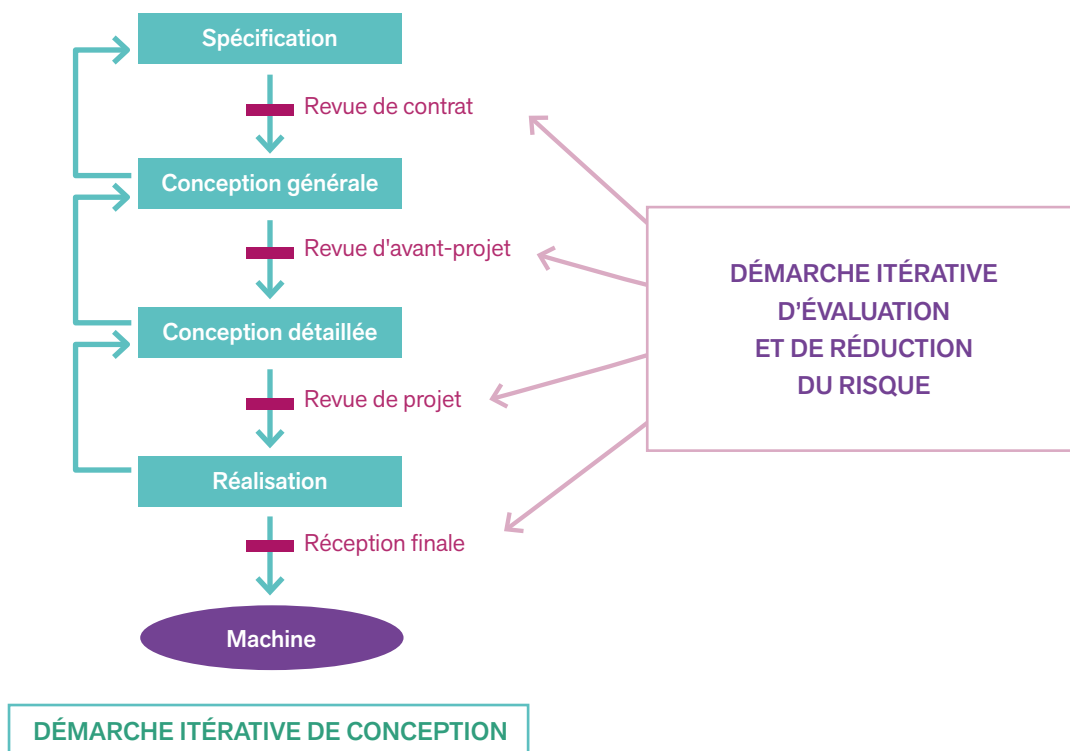 Spécification
Revue de contrat
Conception générale
Revue d'avant-projet
Conception détaillée
Revue de projet
Réalisation
Réception finale
Machine
DÉMARCHE ITÉRATIVE DE CONCEPTION
DÉMARCHE ITÉRATIVE
D’ÉVALUATION
ET DE RÉDUCTION
DU RISQUE